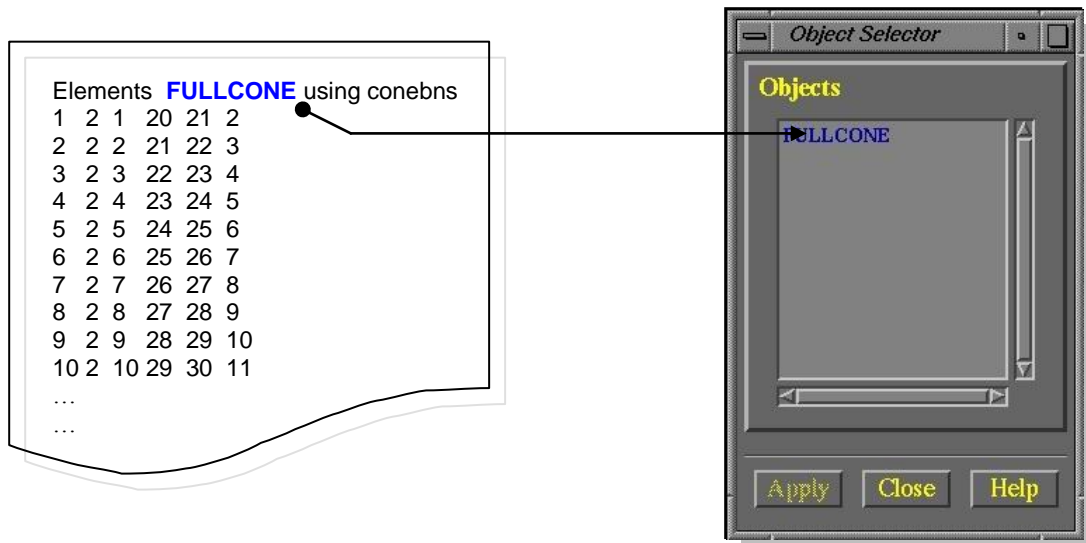 Elements FULLCONE using conebns
1 2 1 20 21 2
2 2 2 21 22 3
3 2 3 22 23 4
4 2 4 23 24 5
5 2 5 24 25 6
6 2 6 25 26 7
7 2 7 26 27 8
8 2 8 27 28 9
9 2 9 28 29 10
10 2 10 29 30 11
…
…
Object Selector
Objects
FULLCONE
Apply Close Help